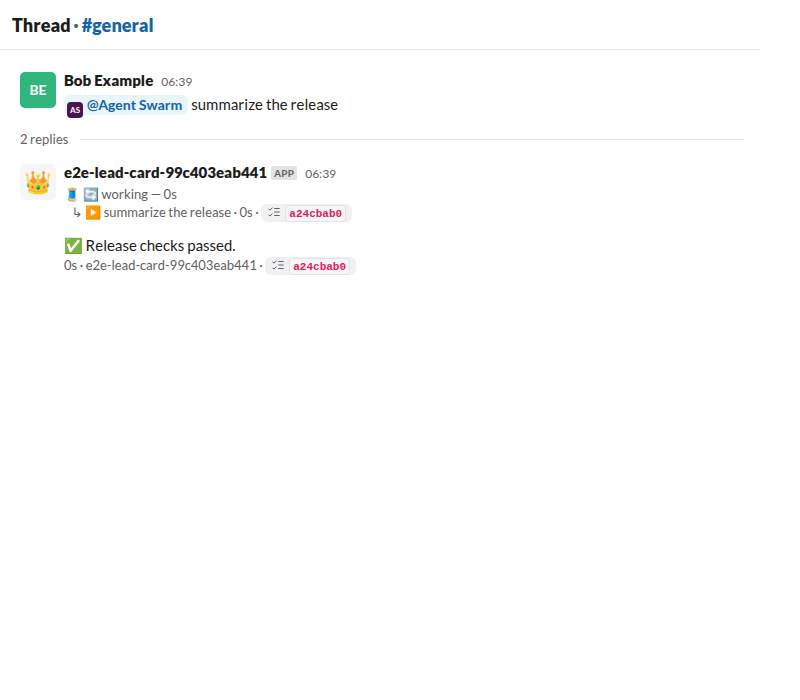 Thread • #general
BE
Bob Example 06:39
AS @Agent Swarm summarize the release
2 replies
e2e-lead-card-99c403eab441 APP 06:39
🧵 🔄 working — 0s
↳ ▶️ summarize the release · 0s · a24cbab0
✅ Release checks passed.
0s · e2e-lead-card-99c403eab441 · a24cbab0